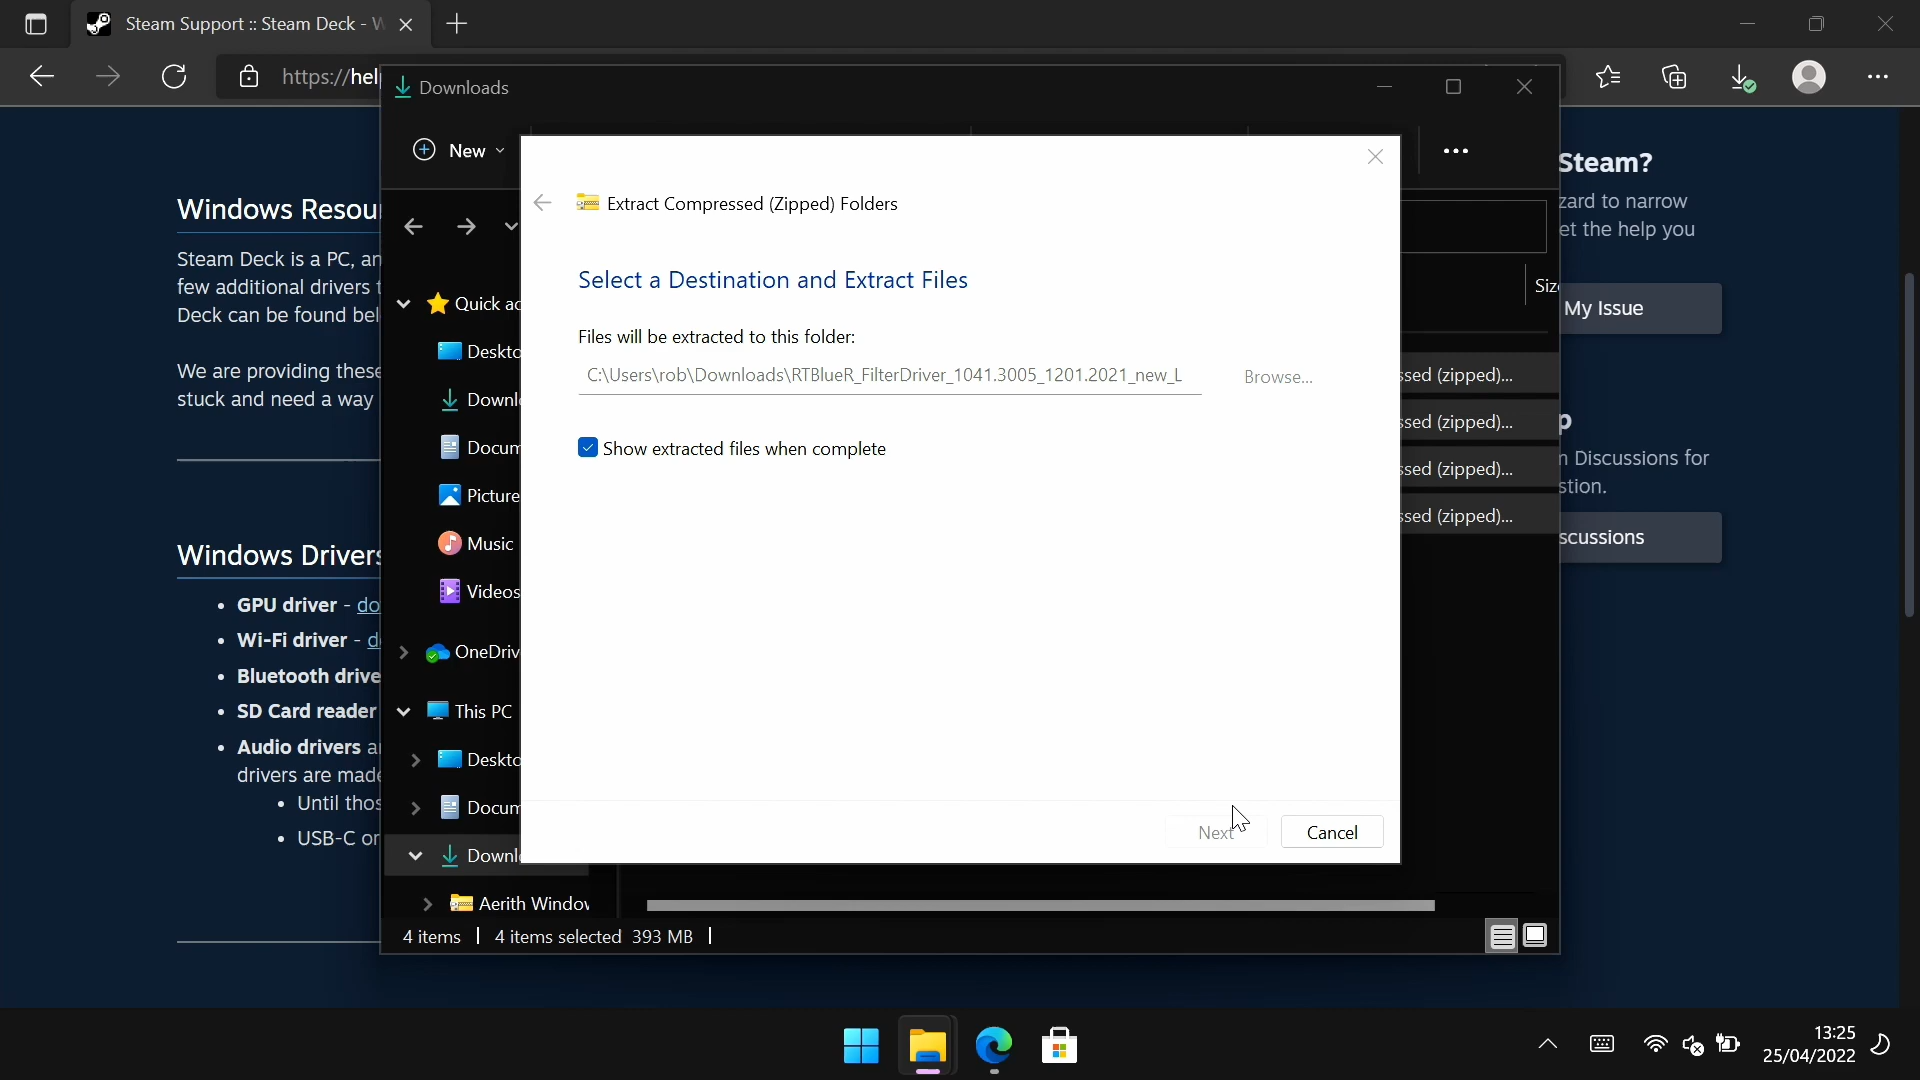 Steam Support :: Steam Deck -
https://hel
Downloads
New
Extract Compressed (Zipped) Folders
Select a Destination and Extract Files
Files will be extracted to this folder:
C:\Users\rob\Downloads\RTBlueR_FilterDriver_1041.3005_1201.2021_new_L
Browse...
Show extracted files when complete
Next
Cancel
Windows Resou
Steam Deck is a PC, an
few additional drivers t
Deck can be found bel
We are providing these
stuck and need a way
Windows Drivers
• GPU driver - do
• Wi-Fi driver - d
• Bluetooth drive
• SD Card reader
• Audio drivers a
drivers are made
• Until thos
• USB-C or
Quick ac
Deskto
Downl
Docum
Picture
Music
Videos
OneDriv
This PC
Deskto
Docum
Downl
Aerith Window
Size
ssed (zipped)...
ssed (zipped)...
ssed (zipped)...
ssed (zipped)...
4 items
4 items selected 393 MB
Steam?
zard to narrow
et the help you
My Issue
p
Discussions for
stion.
scussions
13:25
25/04/2022